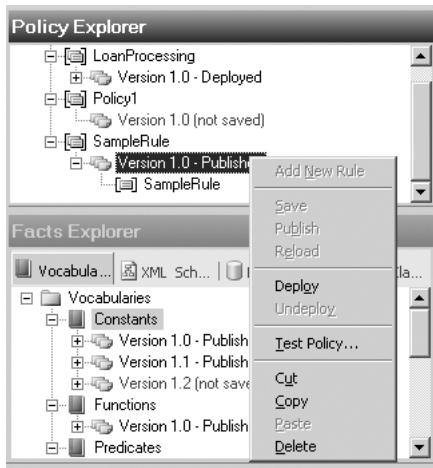 Policy Explorer
LoanProcessing
Version 1.0 - Deployed
Policy1
Version 1.0 (not saved)
SampleRule
Version 1.0 - Publishe
SampleRule
Add New Rule
Save
Publish
Reload
Deploy
Undeploy
Test Policy...
Cut
Copy
Paste
Delete
Facts Explorer
Vocabula... XML Sch... la...
Vocabularies
Constants
Version 1.0 - Publish
Version 1.1 - Publish
Version 1.2 (not save
Functions
Version 1.0 - Publish
Predicates